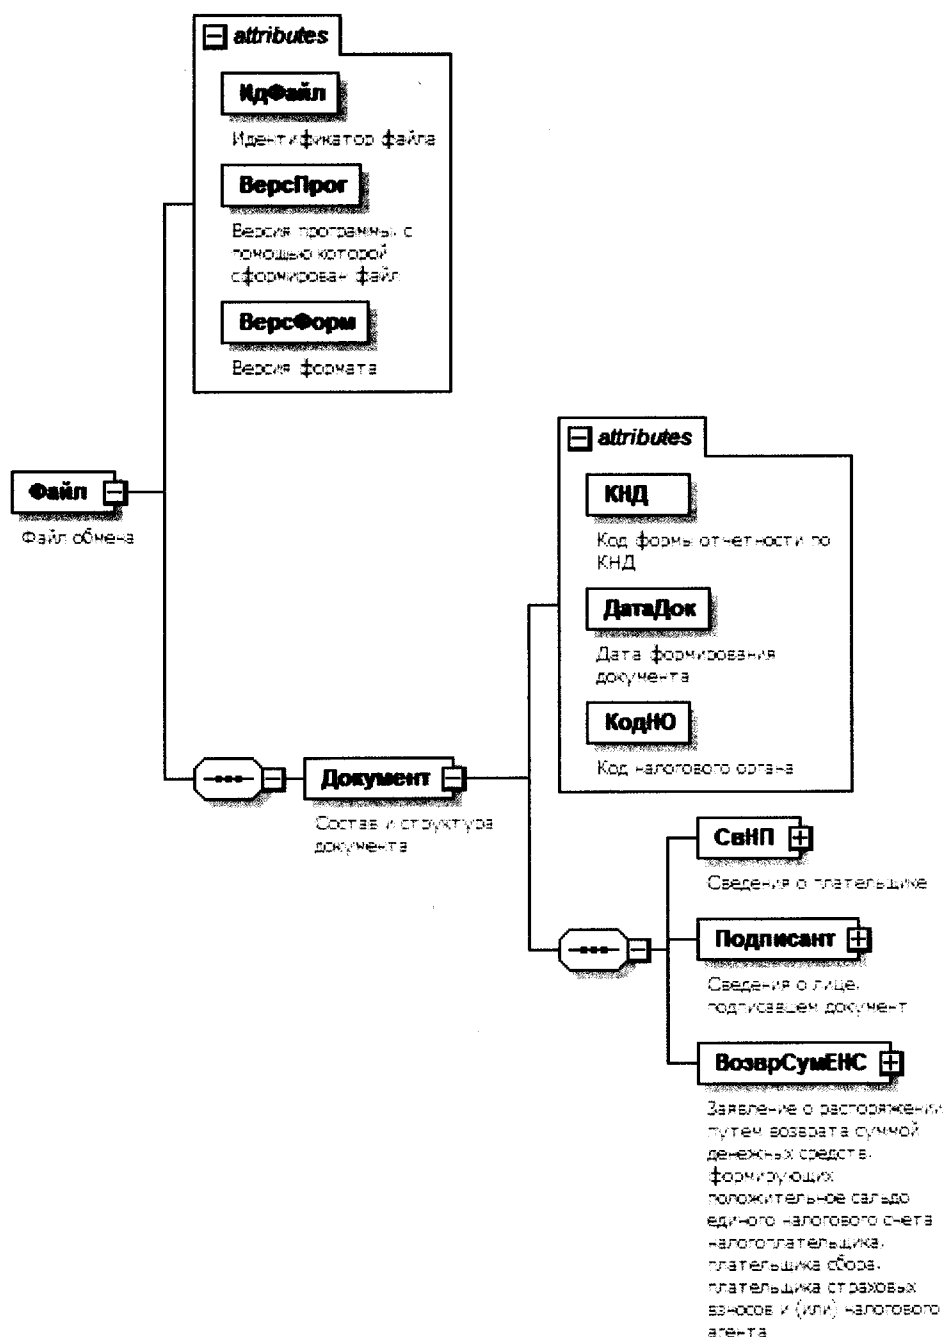 attributes
ИдФайл
Идентификатор файла
ВерсПрог
Версия программы, с
помощью которой
сформирован файл
ВерсФорм
Версия формата
Файл
Файл обмена
attributes
КНД
Код формы отчетности по
КНД
ДатаДок
Дата формирования
документа
КодНО
Код налогового органа
Документ
Состав и структура
документа
СвНП
Сведения о плательщике
Подписант
Сведения о лице,
подписавшем документ
ВозврСумЕНС
Заявление о распоряжении
путем возврата суммой
денежных средств,
формирующих
положительное сальдо
единого налогового счета
налогоплательщика,
плательщика сбора,
плательщика страховых
взносов и (или) налогового
агента